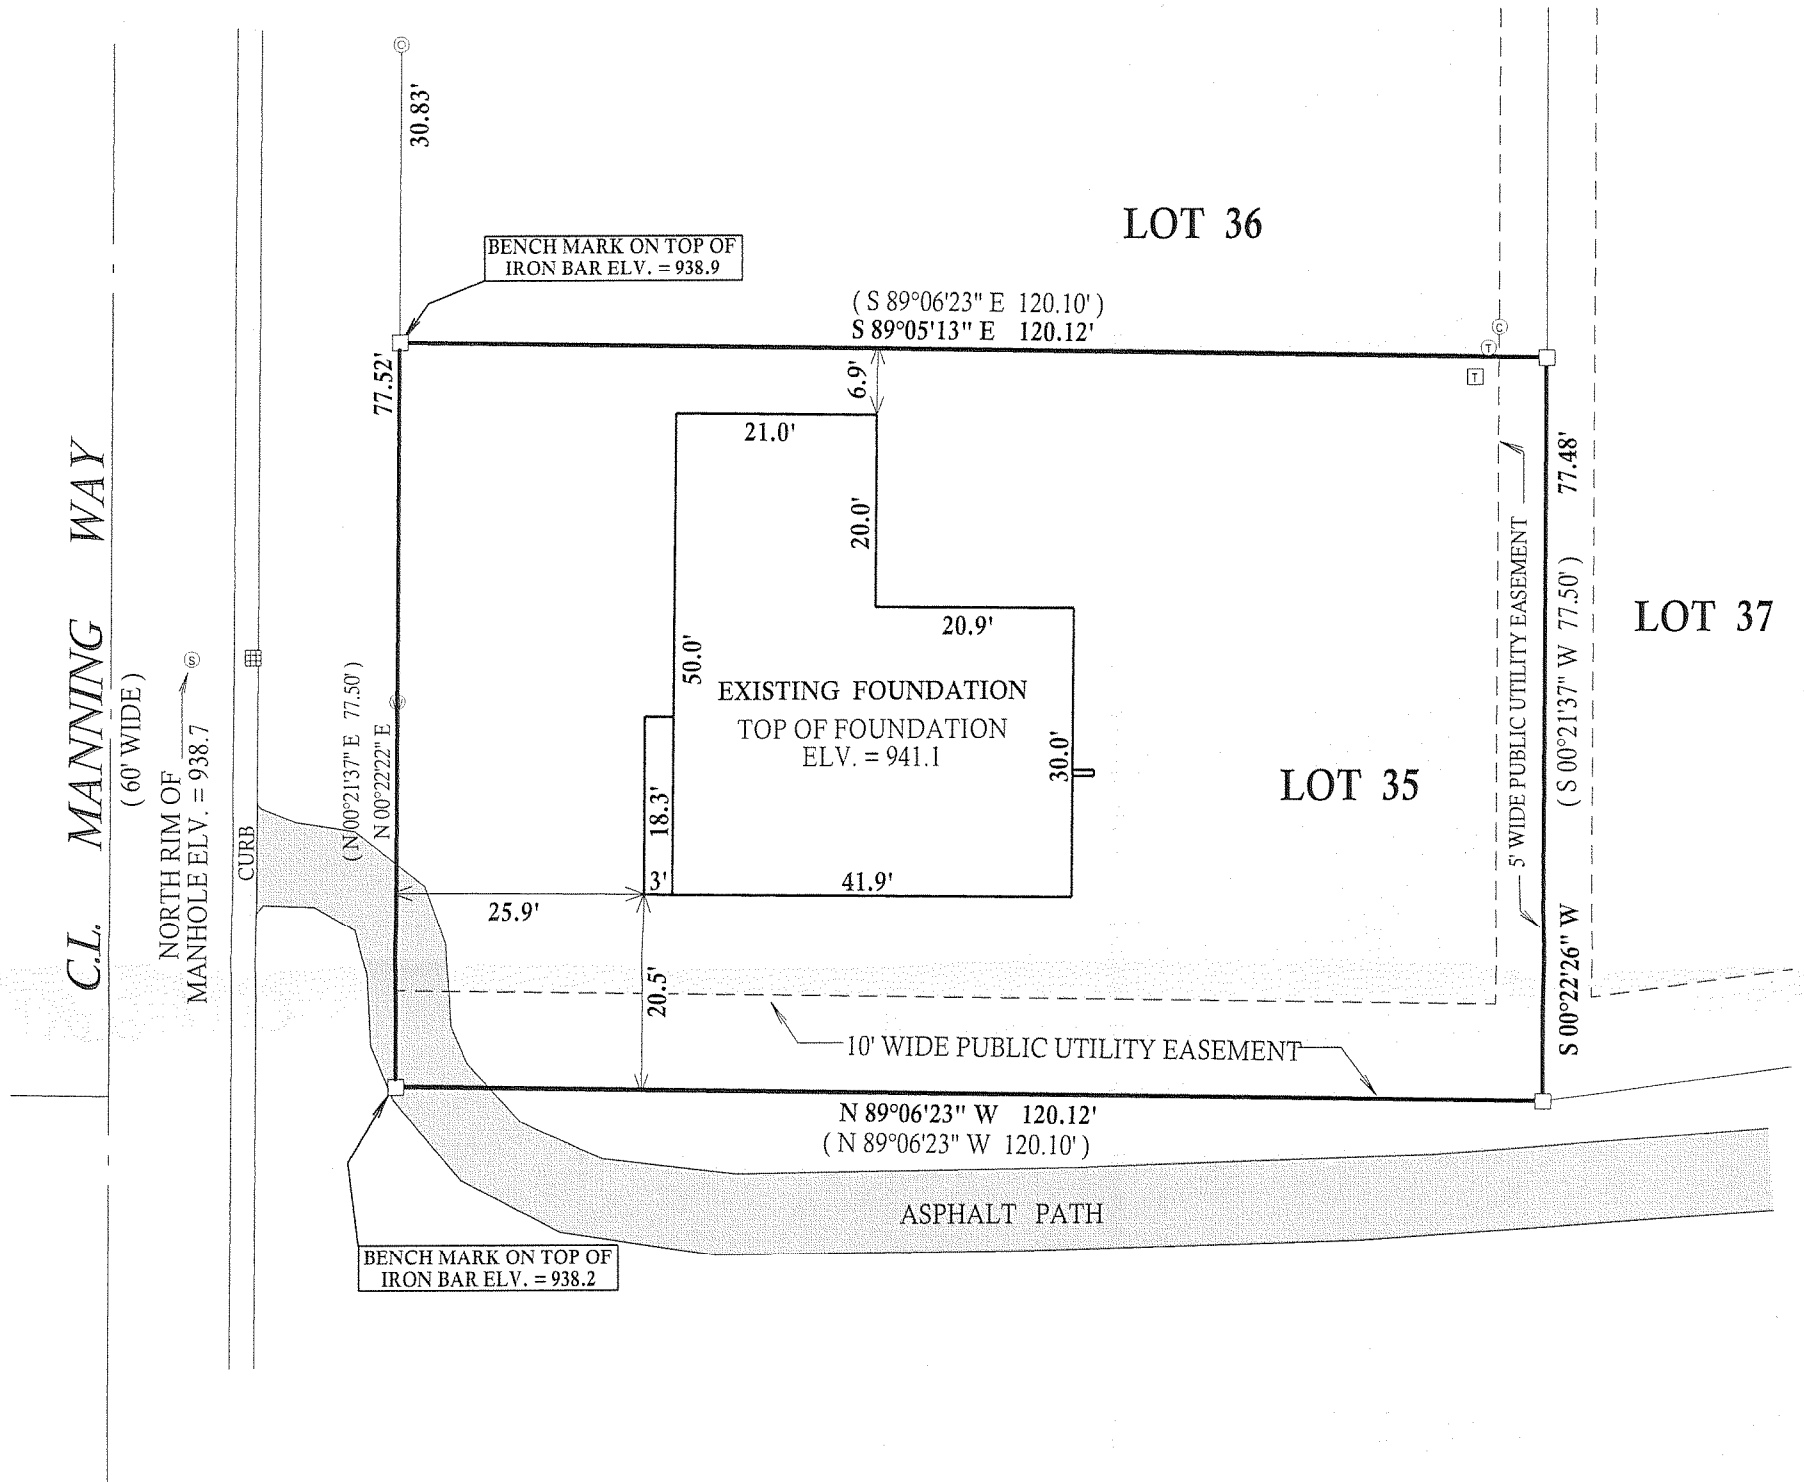 30.83'
LOT 36
BENCH MARK ON TOP OF
IRON BAR ELV. = 938.9
( S 89°06'23" E 120.10' )
S 89°05'13" E 120.12'
C
T
T
77.52'
6.9'
21.0'
20.0'
20.9'
50.0'
EXISTING FOUNDATION
TOP OF FOUNDATION
ELV. = 941.1
30.0'
18.3'
3'
41.9'
25.9'
20.5'
LOT 35
LOT 37
77.48'
( S 00°21'37" W 77.50' )
S 00°22'26" W
5' WIDE PUBLIC UTILITY EASEMENT
( N 00°21'37" E 77.50' )
N 00°22'22" E
C.L. MANNING WAY
( 60' WIDE )
S
NORTH RIM OF
MANHOLE ELV. = 938.7
CURB
10' WIDE PUBLIC UTILITY EASEMENT
N 89°06'23" W 120.12'
( N 89°06'23" W 120.10' )
ASPHALT PATH
BENCH MARK ON TOP OF
IRON BAR ELV. = 938.2